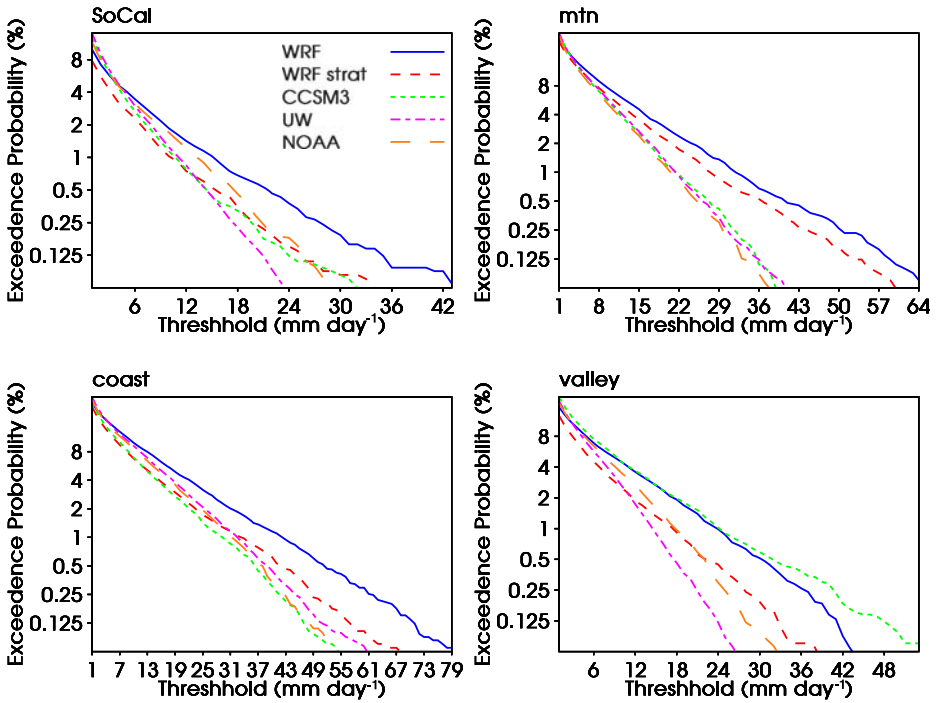 SoCal
Exceedence Probability (%)
8
4
2
1
0.5
0.25
0.125
WRF
WRF strat
CCSM3
UW
NOAA
6 12 18 24 30 36 42
Threshhold (mm day-1)
mtn
Exceedence Probability (%)
8
4
2
1
0.5
0.25
0.125
1 8 15 22 29 36 43 50 57 64
Threshhold (mm day-1)
coast
Exceedence Probability (%)
8
4
2
1
0.5
0.25
0.125
1 7 13 19 25 31 37 43 49 55 61 67 73 79
Threshhold (mm day-1)
valley
Exceedence Probability (%)
8
4
2
1
0.5
0.25
0.125
6 12 18 24 30 36 42 48
Threshhold (mm day-1)